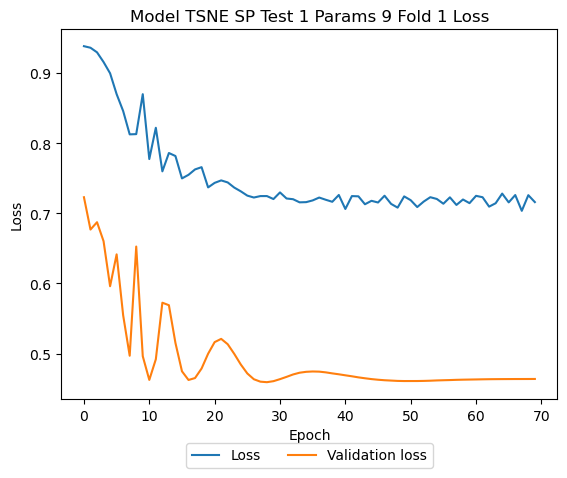 Model TSNE SP Test 1 Params 9 Fold 1 Loss
Loss
0.9
0.8
0.7
0.6
0.5
0 10 20 30 40 50 60 70
Epoch
Loss Validation loss